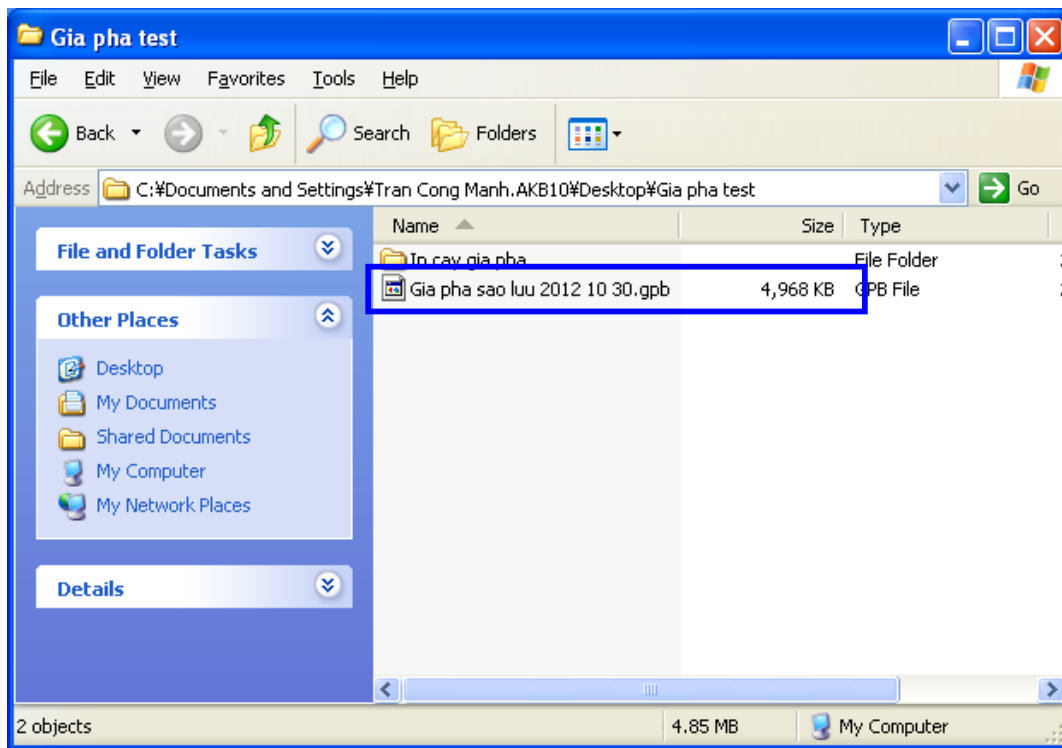 Gia pha test
File Edit View Favorites Tools Help
Back Search Folders
Address C:¥Documents and Settings¥Tran Cong Manh.AKB10¥Desktop¥Gia pha test Go
Name Size Type
File and Folder Tasks
In cay gia pha File Folder
Gia pha sao luu 2012 10 30.gpb 4,968 KB GPB File
Other Places
Desktop
My Documents
Shared Documents
My Computer
My Network Places
Details
2 objects 4.85 MB My Computer